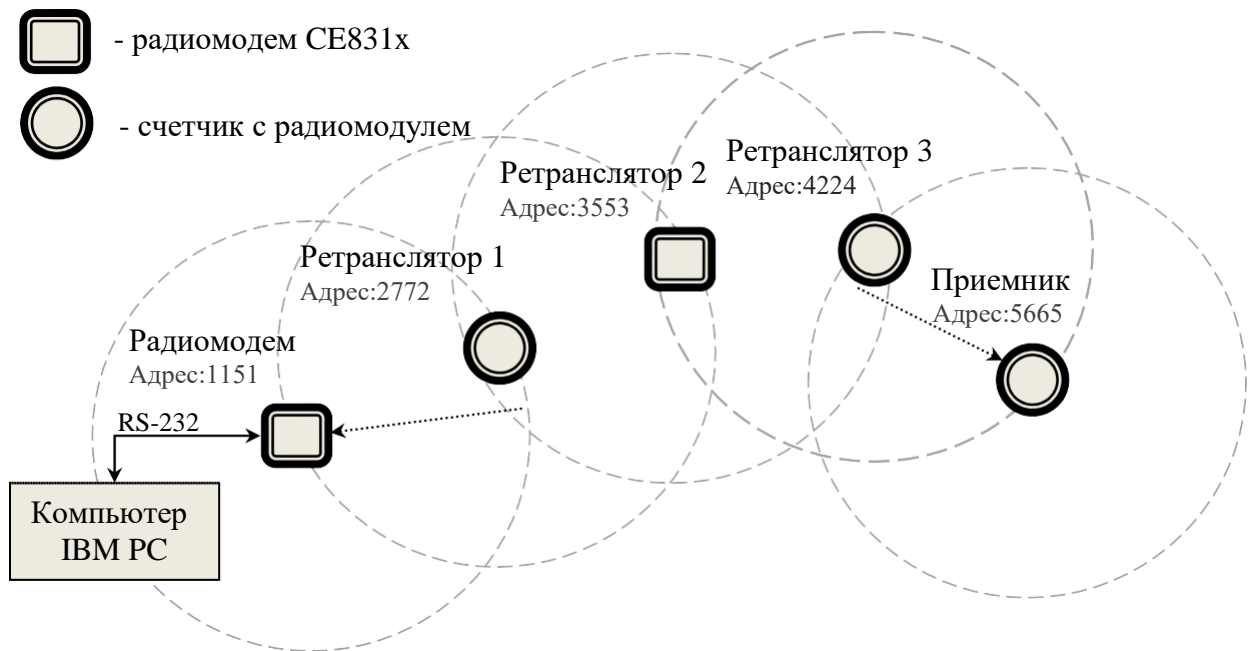 - радиомодем CE831x
- счетчик с радиомодулем
Ретранслятор 3
Адрес:4224
Ретранслятор 2
Адрес:3553
Ретранслятор 1
Адрес:2772
Приемник
Адрес:5665
Радиомодем
Адрес:1151
RS-232
Компьютер
IBM PC